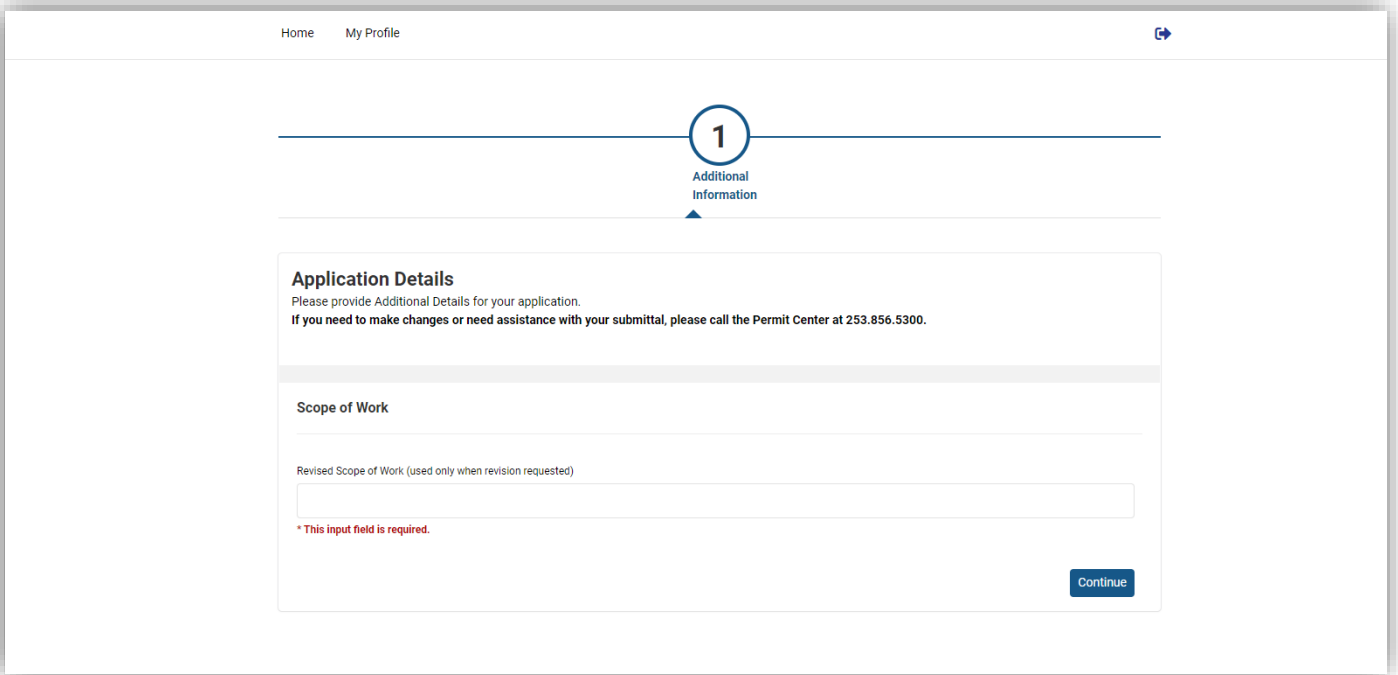 Home My Profile
1
Additional
Information
Application Details
Please provide Additional Details for your application.
If you need to make changes or need assistance with your submittal, please call the Permit Center at 253.856.5300.
Scope of Work
Revised Scope of Work (used only when revision requested)
* This input field is required.
Continue